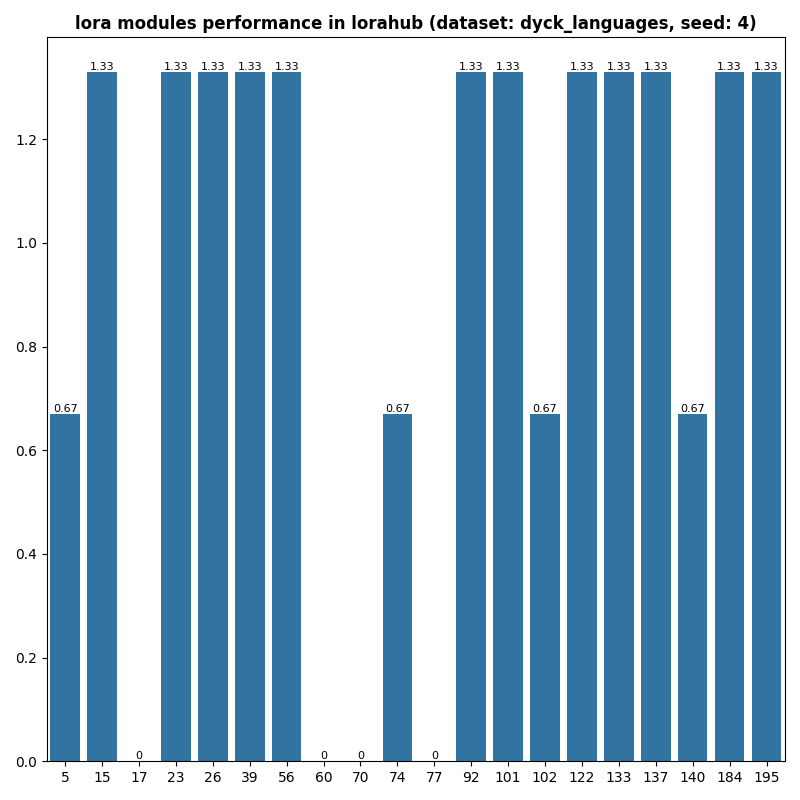 lora modules performance in lorahub (dataset: dyck_languages, seed: 4)
1.33 1.33 1.33 1.33 1.33 1.33 1.33 1.33 1.33 1.33 1.33 1.33
1.2
1.0
0.8
0.67 0.67 0.67 0.67
0.6
0.4
0.2
0 0 0 0
0.0
5 15 17 23 26 39 56 60 70 74 77 92 101 102 122 133 137 140 184 195